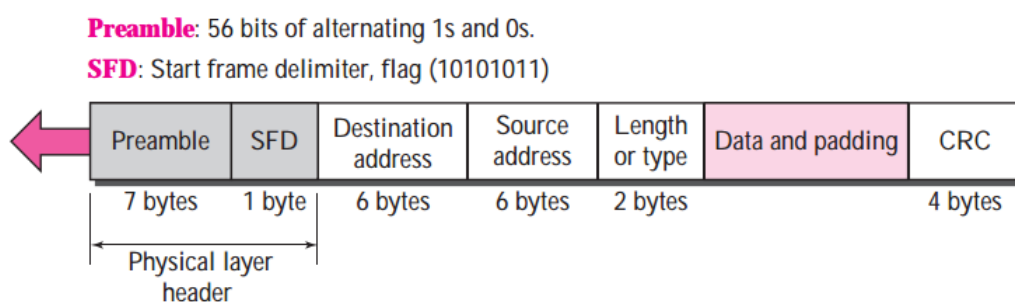 Preamble: 56 bits of alternating 1s and 0s.
SFD: Start frame delimiter, flag (10101011)
Preamble
SFD
Destination
address
Source
address
Length
or type
Data and padding
CRC
7 bytes
1 byte
6 bytes
6 bytes
2 bytes
4 bytes
Physical layer
header